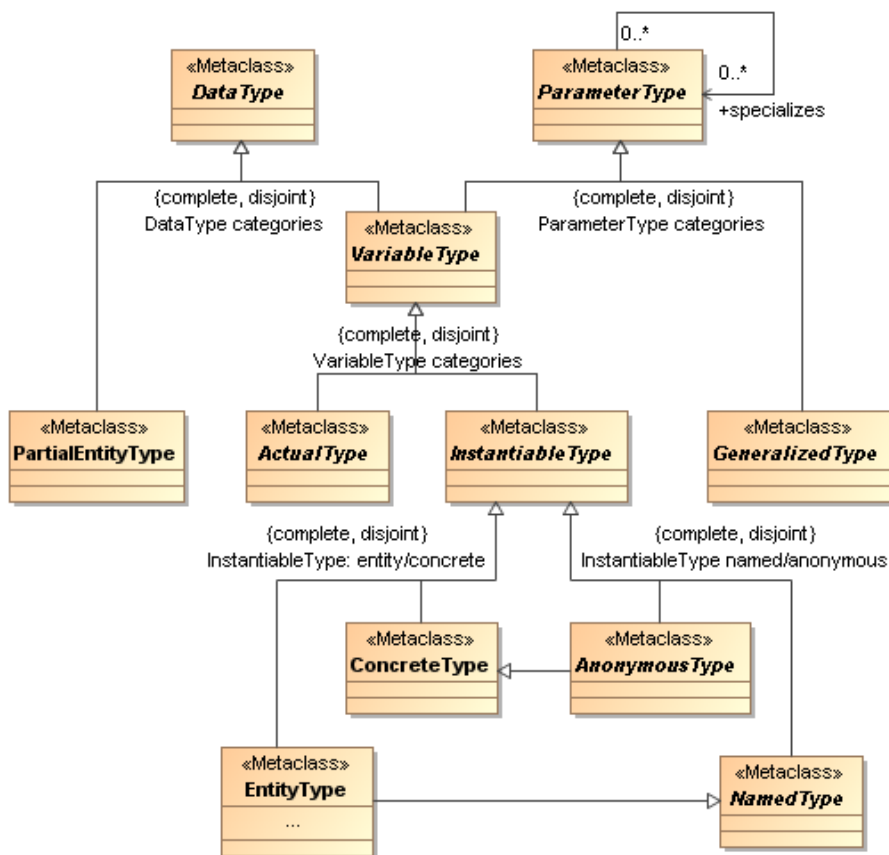 0..*
«Metaclass»
DataType
«Metaclass»
ParameterType
0..*
+specializes
{complete, disjoint}
DataType categories
{complete, disjoint}
ParameterType categories
«Metaclass»
VariableType
{complete, disjoint}
VariableType categories
«Metaclass»
PartialEntityType
«Metaclass»
ActualType
«Metaclass»
InstantiableType
«Metaclass»
GeneralizedType
{complete, disjoint}
InstantiableType: entity/concrete
{complete, disjoint}
InstantiableType named/anonymous
«Metaclass»
ConcreteType
«Metaclass»
AnonymousType
«Metaclass»
EntityType
...
«Metaclass»
NamedType